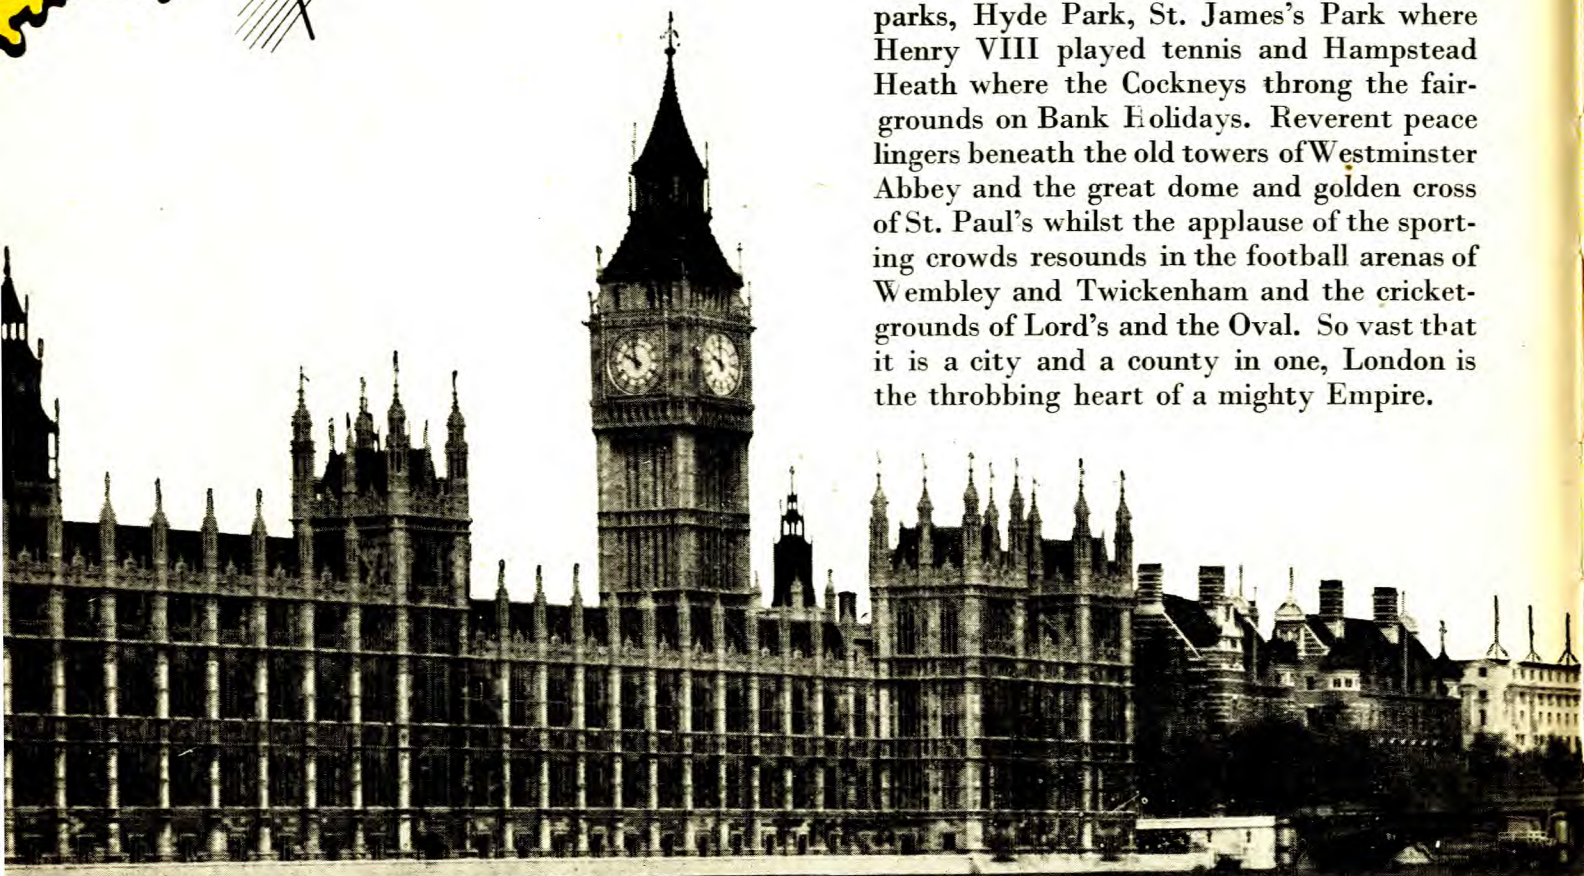 parks, Hyde Park, St. James's Park where
Henry VIII played tennis and Hampstead
Heath where the Cockneys throng the fair-
grounds on Bank Holidays. Reverent peace
lingers beneath the old towers of Westminster
Abbey and the great dome and golden cross
of St. Paul's whilst the applause of the sport-
ing crowds resounds in the football arenas of
Wembley and Twickenham and the cricket-
grounds of Lord's and the Oval. So vast that
it is a city and a county in one, London is
the throbbing heart of a mighty Empire.